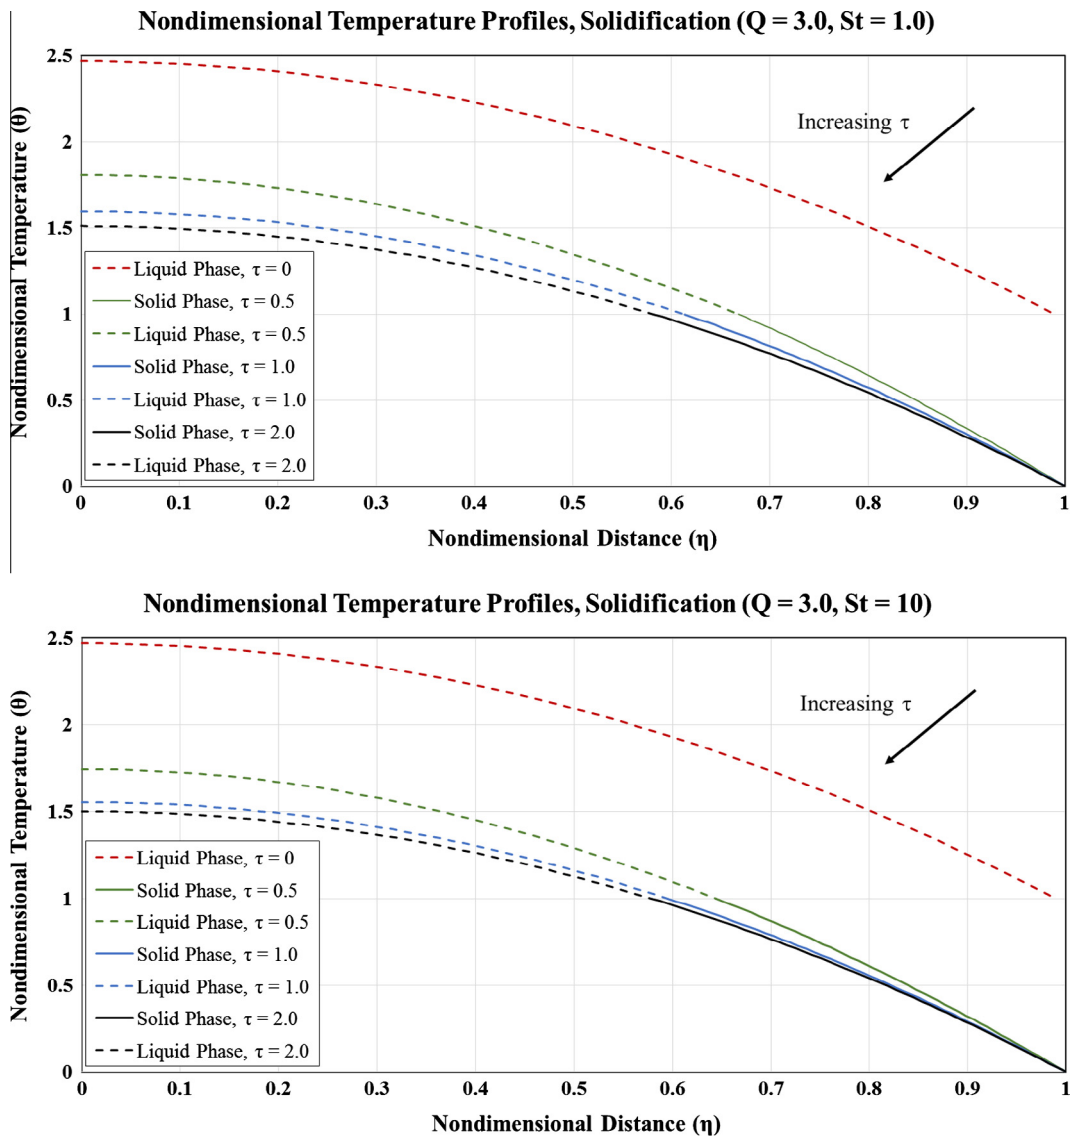 Nondimensional Temperature Profiles, Solidification (Q = 3.0, St = 1.0)
Nondimensional Temperature (θ)
2.5
2
1.5
1
0.5
0
Increasing τ
Liquid Phase, τ = 0
Solid Phase, τ = 0.5
Liquid Phase, τ = 0.5
Solid Phase, τ = 1.0
Liquid Phase, τ = 1.0
Solid Phase, τ = 2.0
Liquid Phase, τ = 2.0
0 0.1 0.2 0.3 0.4 0.5 0.6 0.7 0.8 0.9 1
Nondimensional Distance (η)
Nondimensional Temperature Profiles, Solidification (Q = 3.0, St = 10)
Nondimensional Temperature (θ)
2.5
2
1.5
1
0.5
0
Increasing τ
Liquid Phase, τ = 0
Solid Phase, τ = 0.5
Liquid Phase, τ = 0.5
Solid Phase, τ = 1.0
Liquid Phase, τ = 1.0
Solid Phase, τ = 2.0
Liquid Phase, τ = 2.0
0 0.1 0.2 0.3 0.4 0.5 0.6 0.7 0.8 0.9 1
Nondimensional Distance (η)